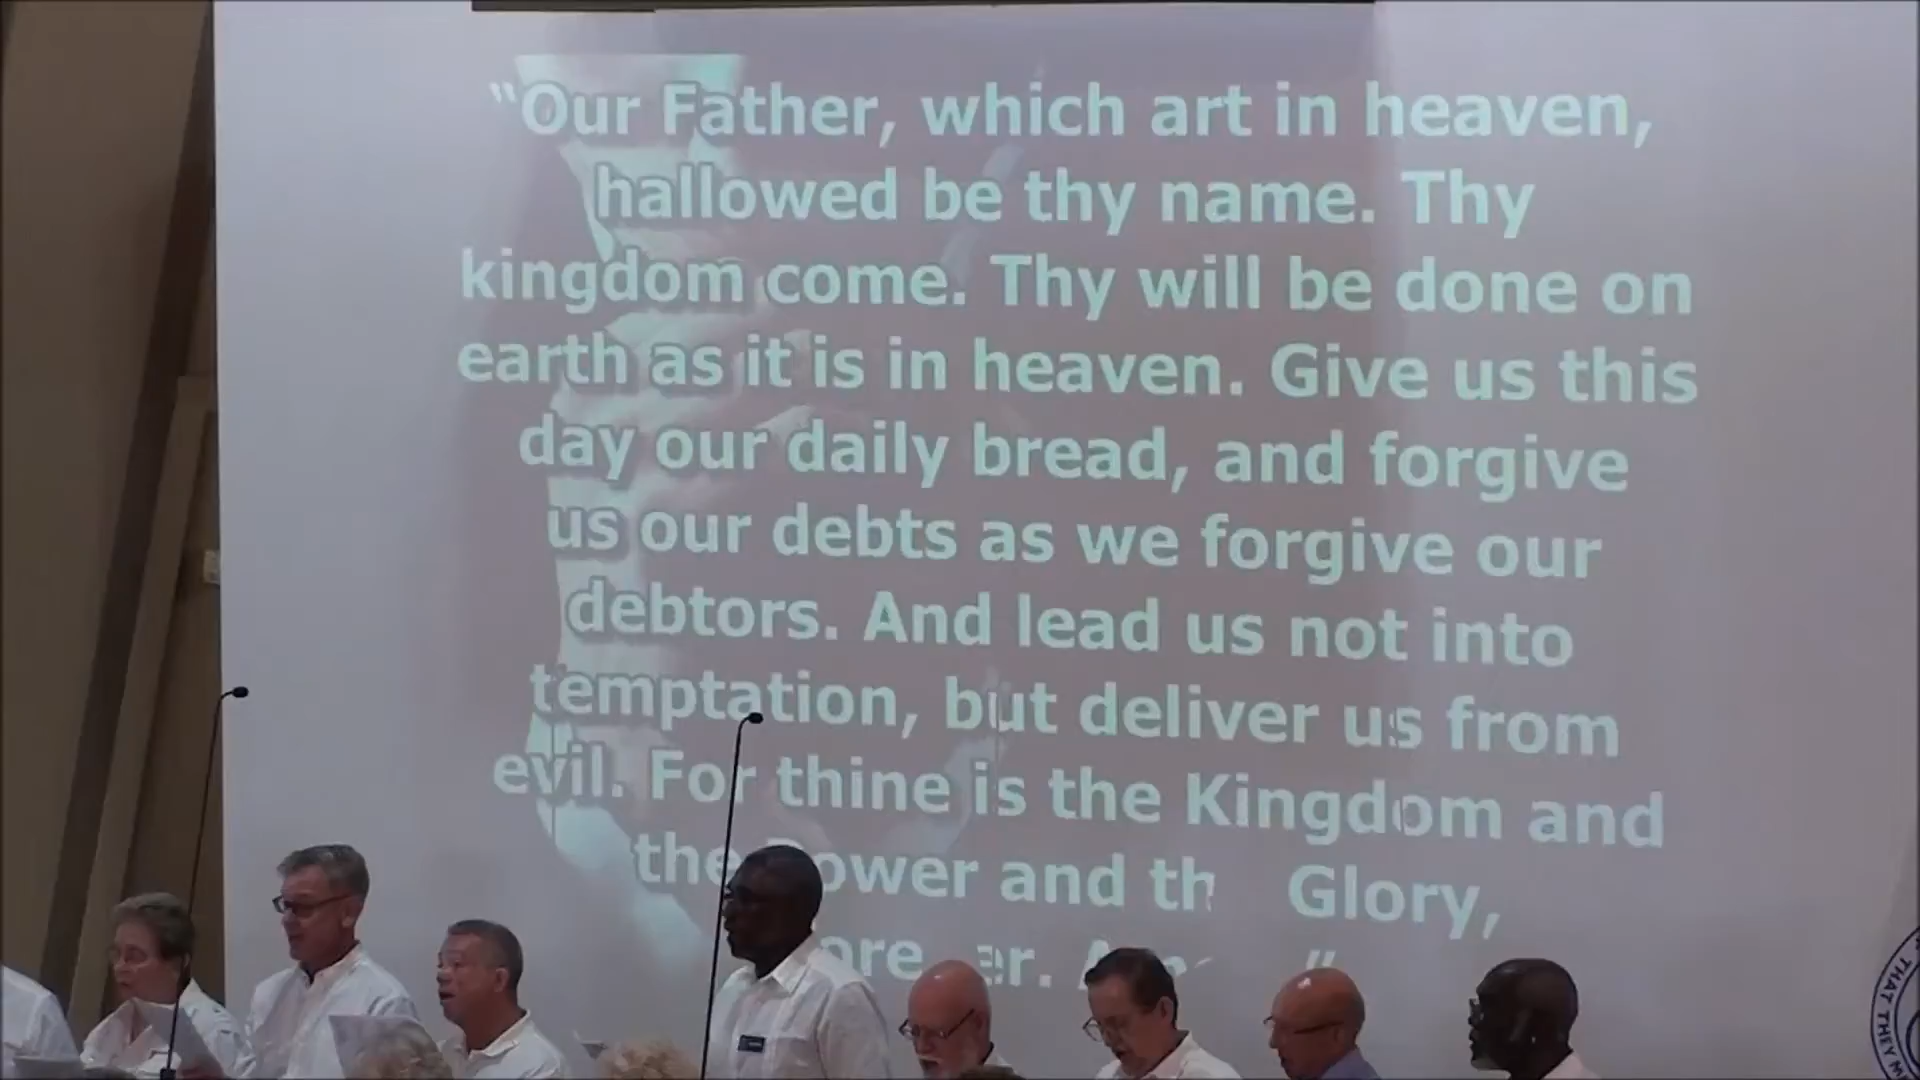 “Our Father, which art in heaven,
hallowed be thy name. Thy
kingdom come. Thy will be done on
earth as it is in heaven. Give us this
day our daily bread, and forgive
us our debts as we forgive our
debtors. And lead us not into
temptation, but deliver us from
evil. For thine is the Kingdom and
the Power and th Glory,
THAT THEY